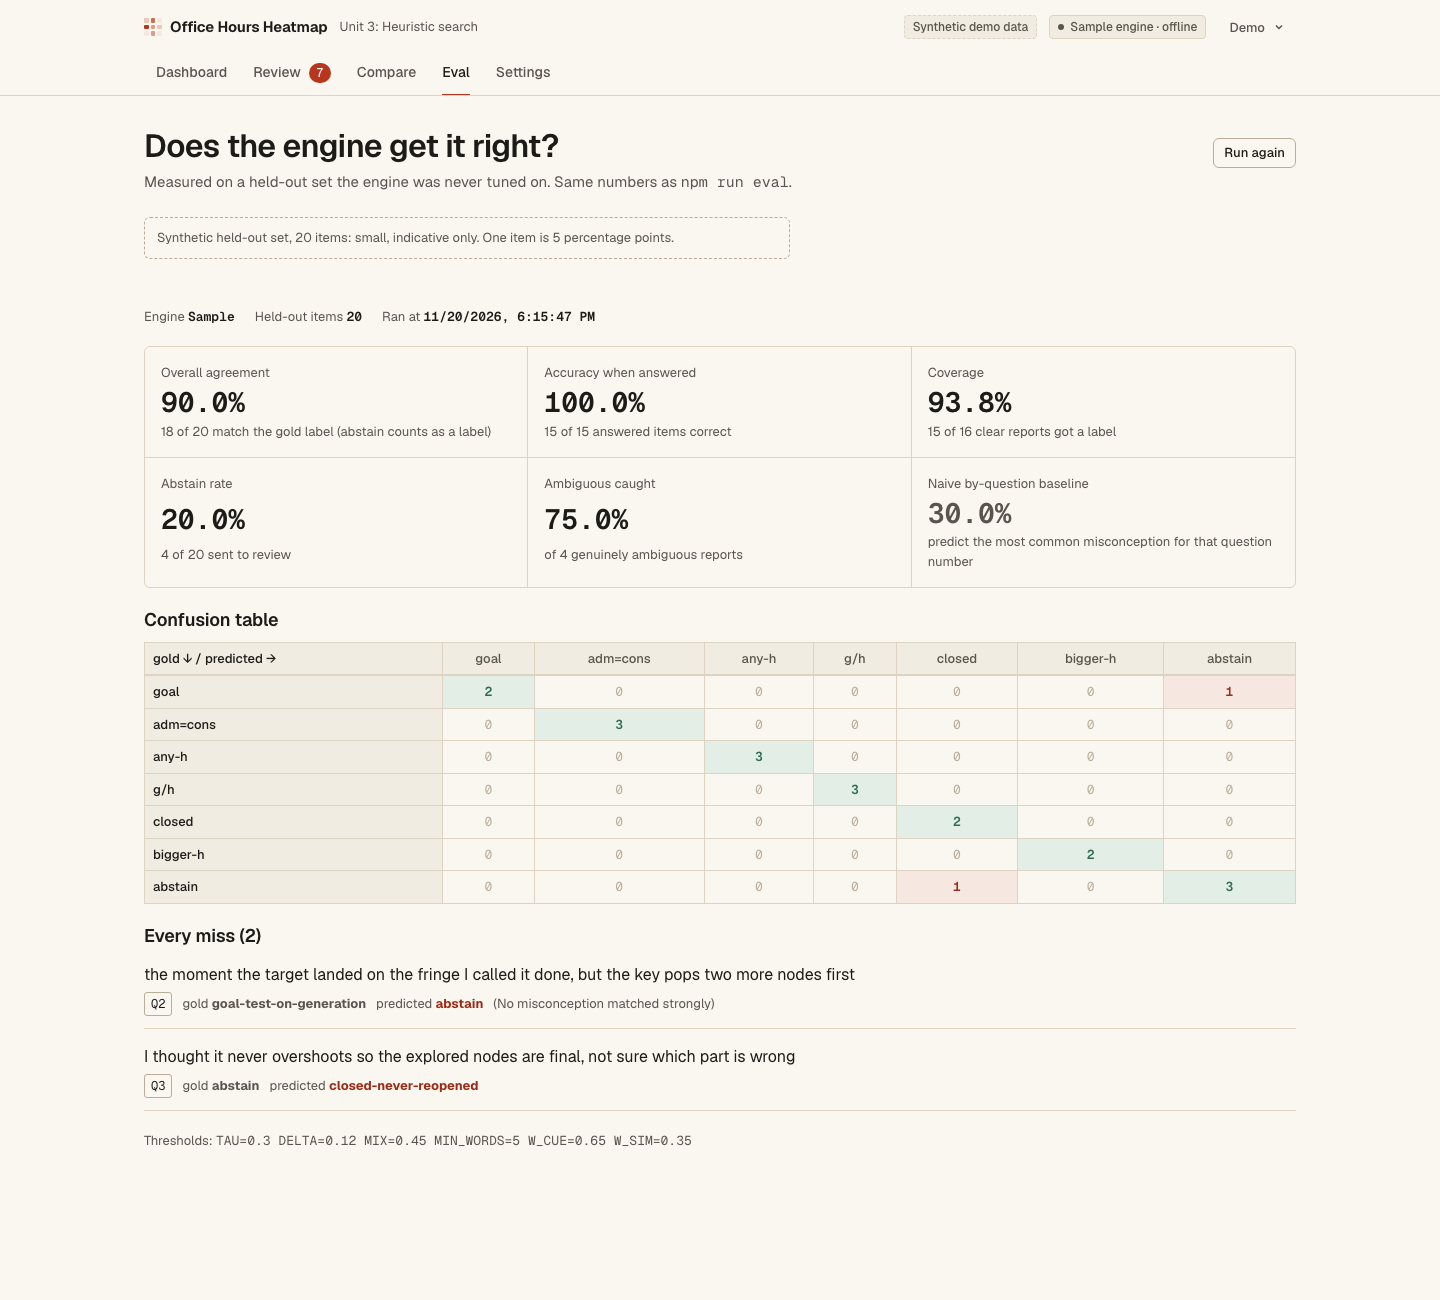 Office Hours Heatmap Unit 3: Heuristic search Synthetic demo data Sample engine · offline Demo
Dashboard Review 7 Compare Eval Settings
Does the engine get it right?
Run again
Measured on a held-out set the engine was never tuned on. Same numbers as npm run eval.
Synthetic held-out set, 20 items: small, indicative only. One item is 5 percentage points.
Engine Sample Held-out items 20 Ran at 11/20/2026, 6:15:47 PM
Overall agreement
90.0%
18 of 20 match the gold label (abstain counts as a label)
Accuracy when answered
100.0%
15 of 15 answered items correct
Coverage
93.8%
15 of 16 clear reports got a label
Abstain rate
20.0%
4 of 20 sent to review
Ambiguous caught
75.0%
of 4 genuinely ambiguous reports
Naive by-question baseline
30.0%
predict the most common misconception for that question
number
Confusion table
gold ↓ / predicted → goal adm=cons any-h g/h closed bigger-h abstain
goal 2 0 0 0 0 0 1
adm=cons 0 3 0 0 0 0 0
any-h 0 0 3 0 0 0 0
g/h 0 0 0 3 0 0 0
closed 0 0 0 0 2 0 0
bigger-h 0 0 0 0 0 2 0
abstain 0 0 0 0 1 0 3
Every miss (2)
the moment the target landed on the fringe I called it done, but the key pops two more nodes first
Q2 gold goal-test-on-generation predicted abstain (No misconception matched strongly)
I thought it never overshoots so the explored nodes are final, not sure which part is wrong
Q3 gold abstain predicted closed-never-reopened
Thresholds: TAU=0.3 DELTA=0.12 MIX=0.45 MIN_WORDS=5 W_CUE=0.65 W_SIM=0.35